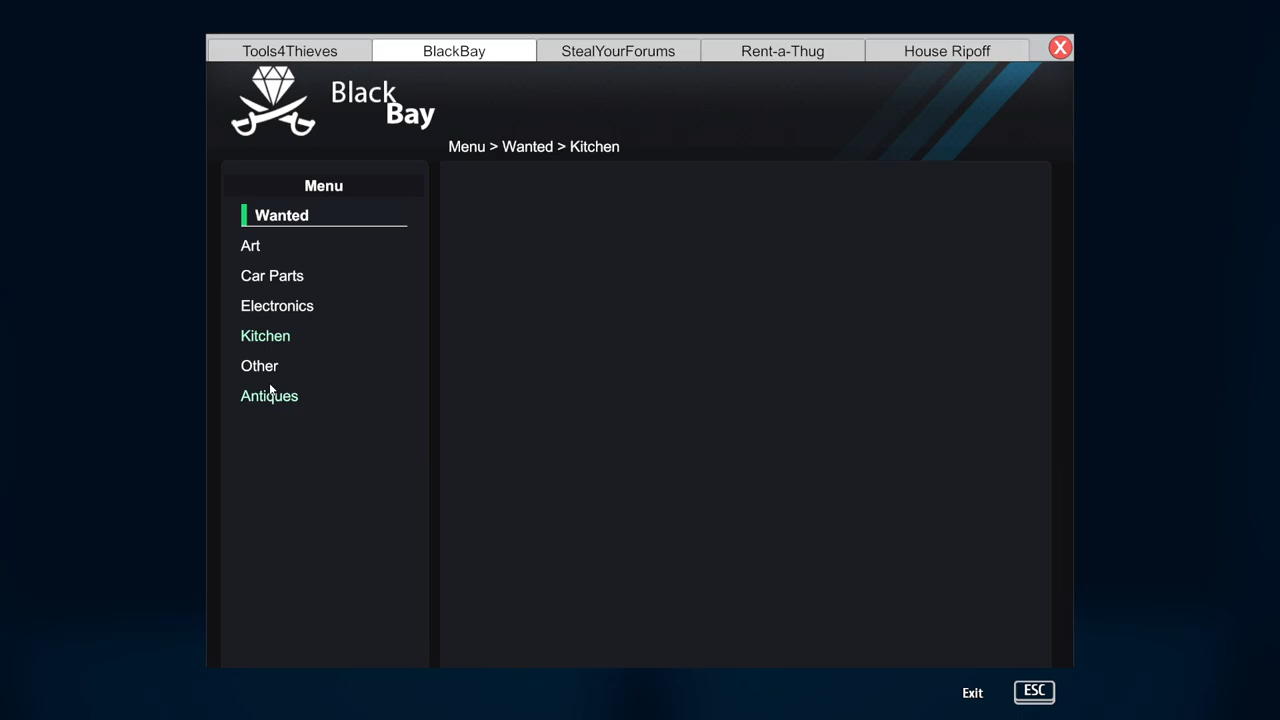 Tools4Thieves
BlackBay
StealYourForums
Rent-a-Thug
House Ripoff
X
Black
Bay
Menu > Wanted > Kitchen
Menu
Wanted
Art
Car Parts
Electronics
Kitchen
Other
Antiques
Exit
ESC